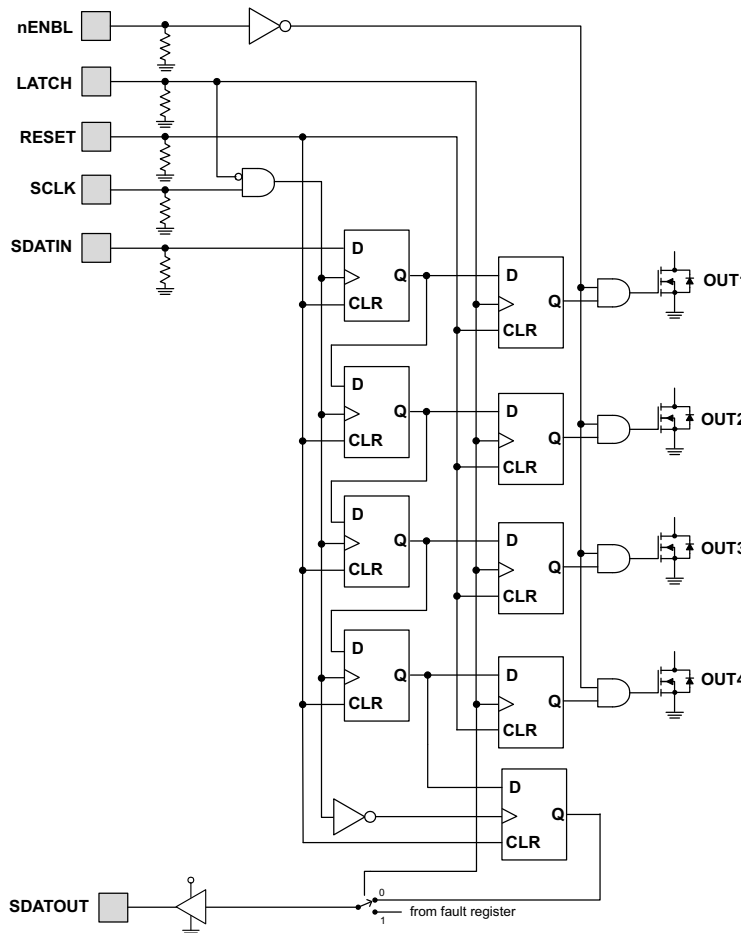 nENBL
LATCH
RESET
SCLK
SDATIN
D
Q
CLR
D
Q
CLR
OUT1
D
Q
CLR
D
Q
CLR
OUT2
D
Q
CLR
D
Q
CLR
OUT3
D
Q
CLR
D
Q
CLR
OUT4
D
Q
CLR
SDATOUT
0
from fault register
1